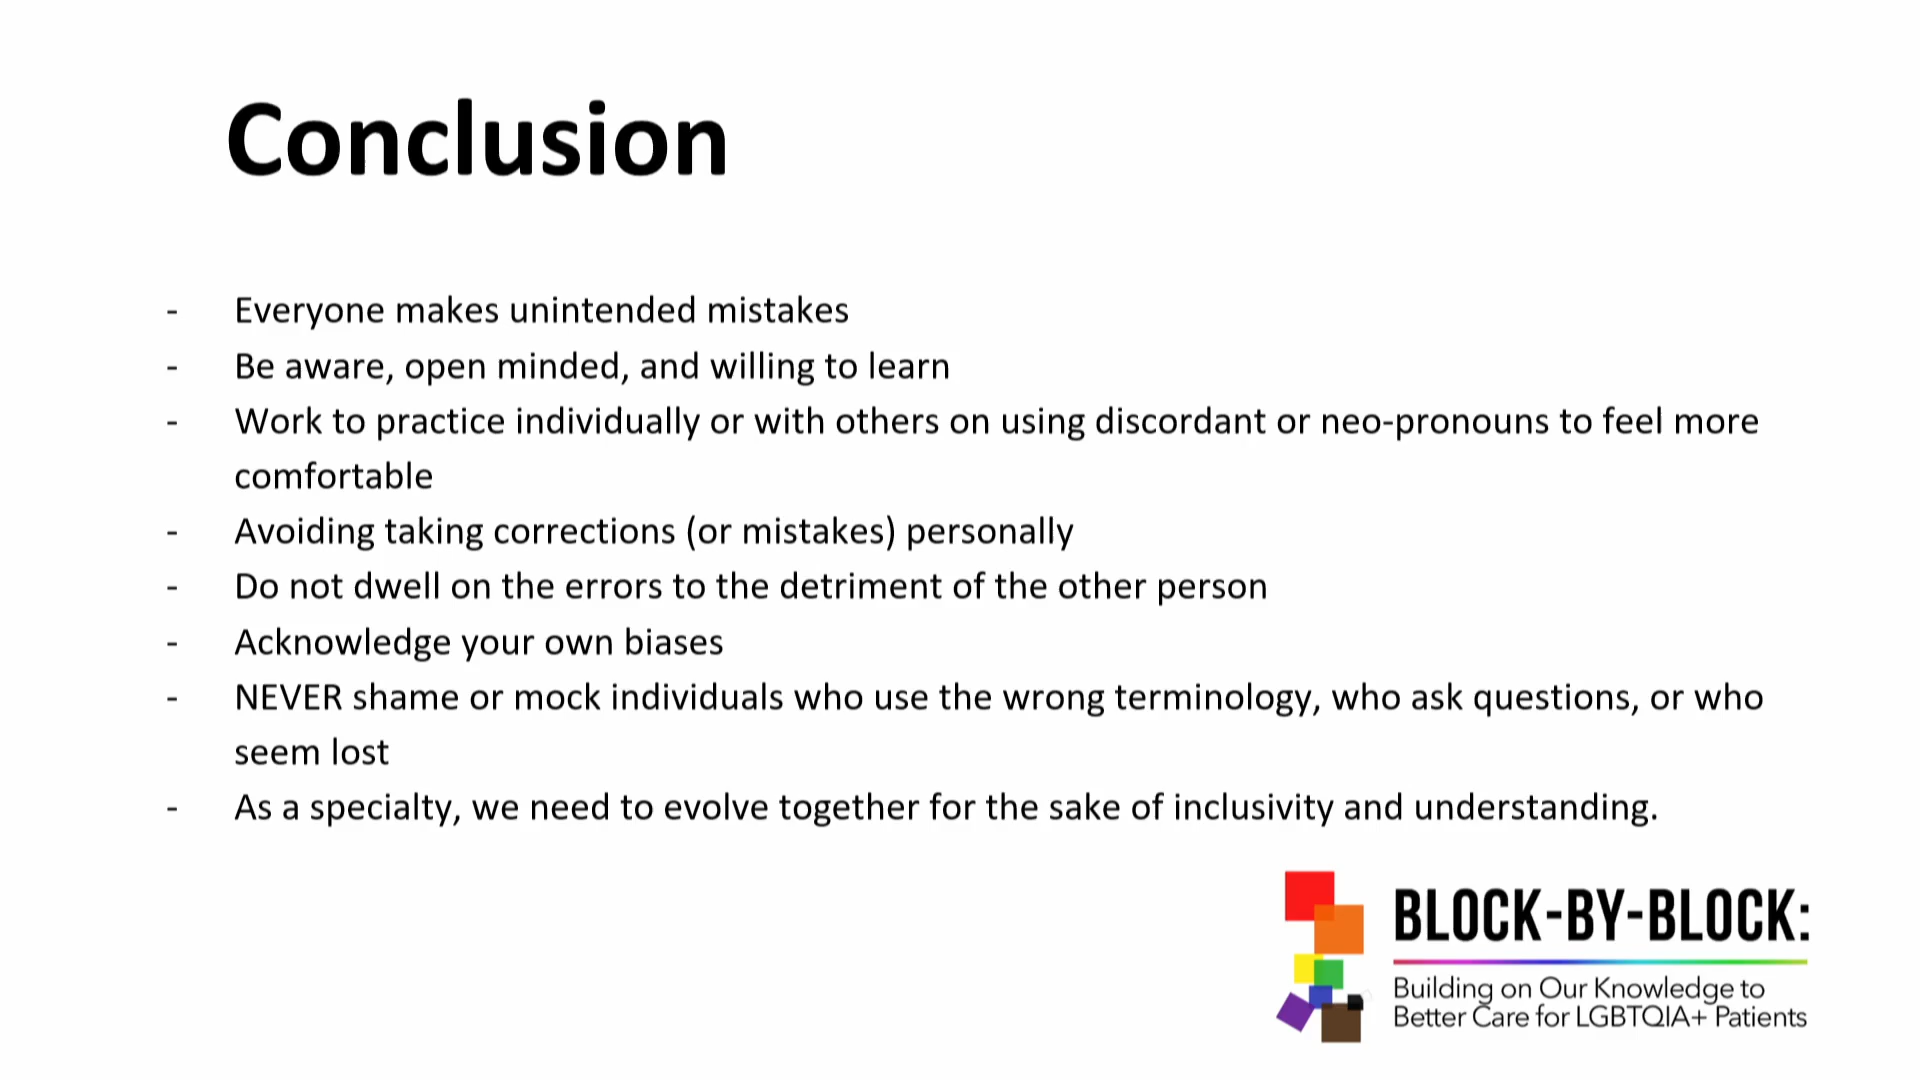 Conclusion
- Everyone makes unintended mistakes
- Be aware, open minded, and willing to learn
- Work to practice individually or with others on using discordant or neo-pronouns to feel more
comfortable
- Avoiding taking corrections (or mistakes) personally
- Do not dwell on the errors to the detriment of the other person
- Acknowledge your own biases
- NEVER shame or mock individuals who use the wrong terminology, who ask questions, or who
seem lost
- As a specialty, we need to evolve together for the sake of inclusivity and understanding.
BLOCK-BY-BLOCK:
Building on Our Knowledge to
Better Care for LGBTQIA+ Patients